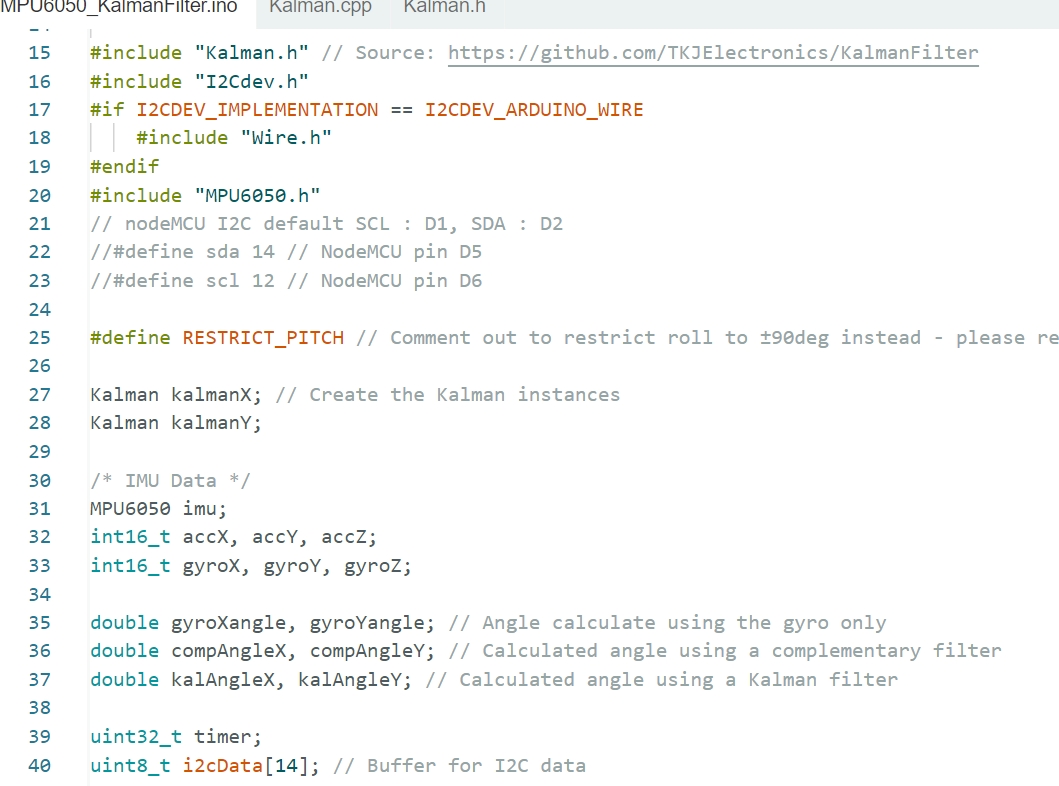 MPU6050_KalmanFilter.ino Kalman.cpp Kalman.h
15 #include "Kalman.h" // Source: https://github.com/TKJElectronics/KalmanFilter
16 #include "I2Cdev.h"
17 #if I2CDEV_IMPLEMENTATION == I2CDEV_ARDUINO_WIRE
18 #include "Wire.h"
19 #endif
20 #include "MPU6050.h"
21 // nodeMCU I2C default SCL : D1, SDA : D2
22 //#define sda 14 // NodeMCU pin D5
23 //#define scl 12 // NodeMCU pin D6
24
25 #define RESTRICT_PITCH // Comment out to restrict roll to ±90deg instead - please re
26
27 Kalman kalmanX; // Create the Kalman instances
28 Kalman kalmanY;
29
30 /* IMU Data */
31 MPU6050 imu;
32 int16_t accX, accY, accZ;
33 int16_t gyroX, gyroY, gyroZ;
34
35 double gyroXangle, gyroYangle; // Angle calculate using the gyro only
36 double compAngleX, compAngleY; // Calculated angle using a complementary filter
37 double kalAngleX, kalAngleY; // Calculated angle using a Kalman filter
38
39 uint32_t timer;
40 uint8_t i2cData[14]; // Buffer for I2C data